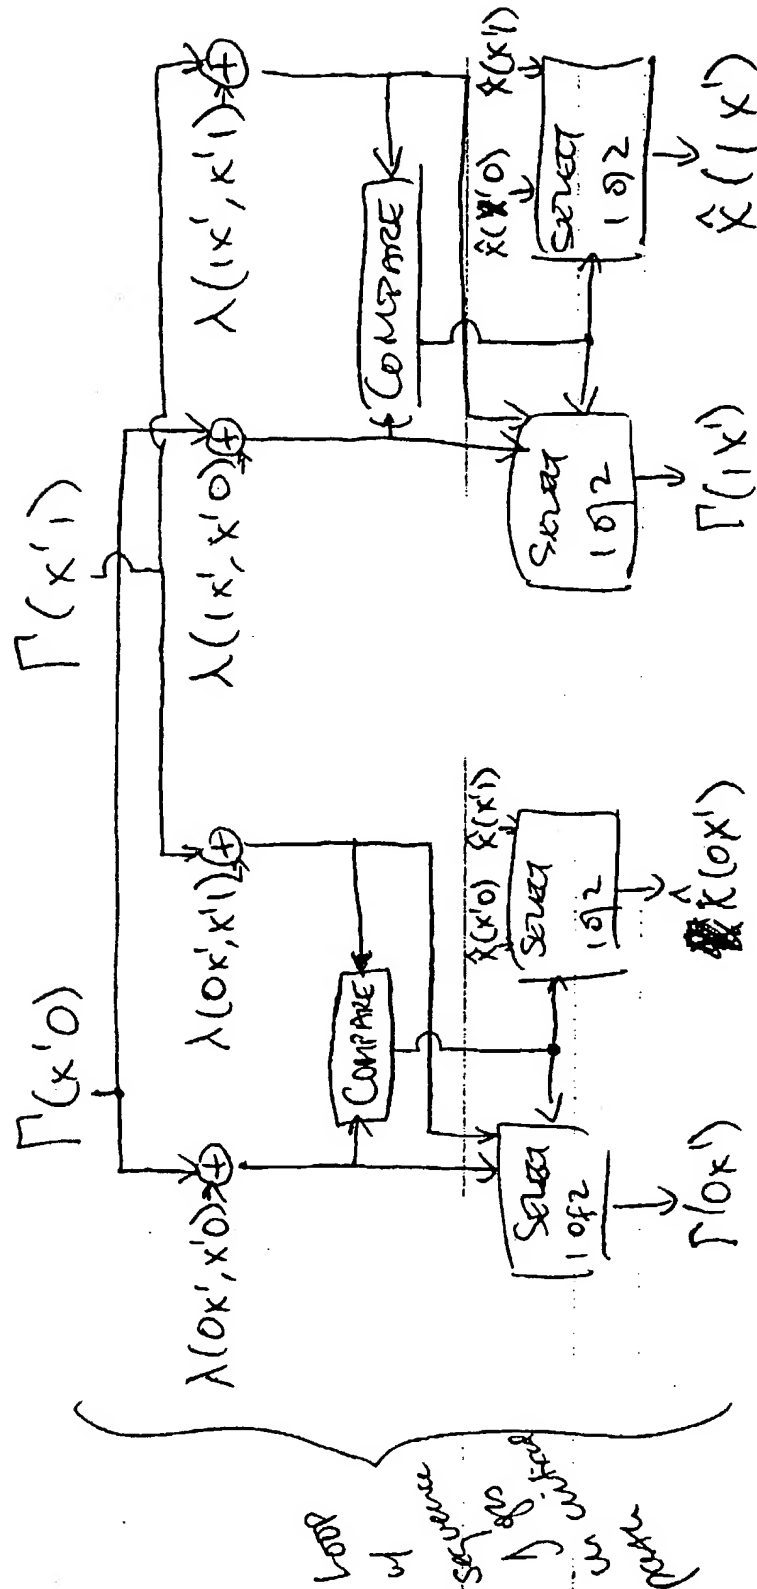 Γ(x'0)
Γ(x'1)
λ(0x', x'0)
λ(0x', x'1)
λ(1x', x'0)
λ(1x', x'1)
COMPARE
COMPARE
x̂(x'0)
x̂(x'1)
x̂(x'0)
x̂(x'1)
SELECT
1 of 2
SELECT
1 of 2
SELECT
1 of 2
SELECT
1 of 2
Γ(0x')
x̂(0x')
Γ(1x')
x̂(1x')
Loop
w/
sequence